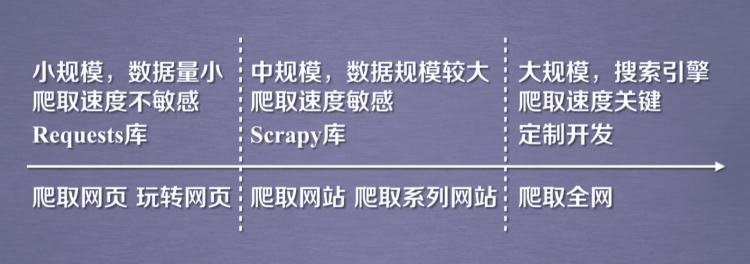 小规模，数据量小
爬取速度不敏感
Requests库
中规模，数据规模较大
爬取速度敏感
Scrapy库
大规模，搜索引擎
爬取速度关键
定制开发
爬取网页 玩转网页
爬取网站 爬取系列网站
爬取全网